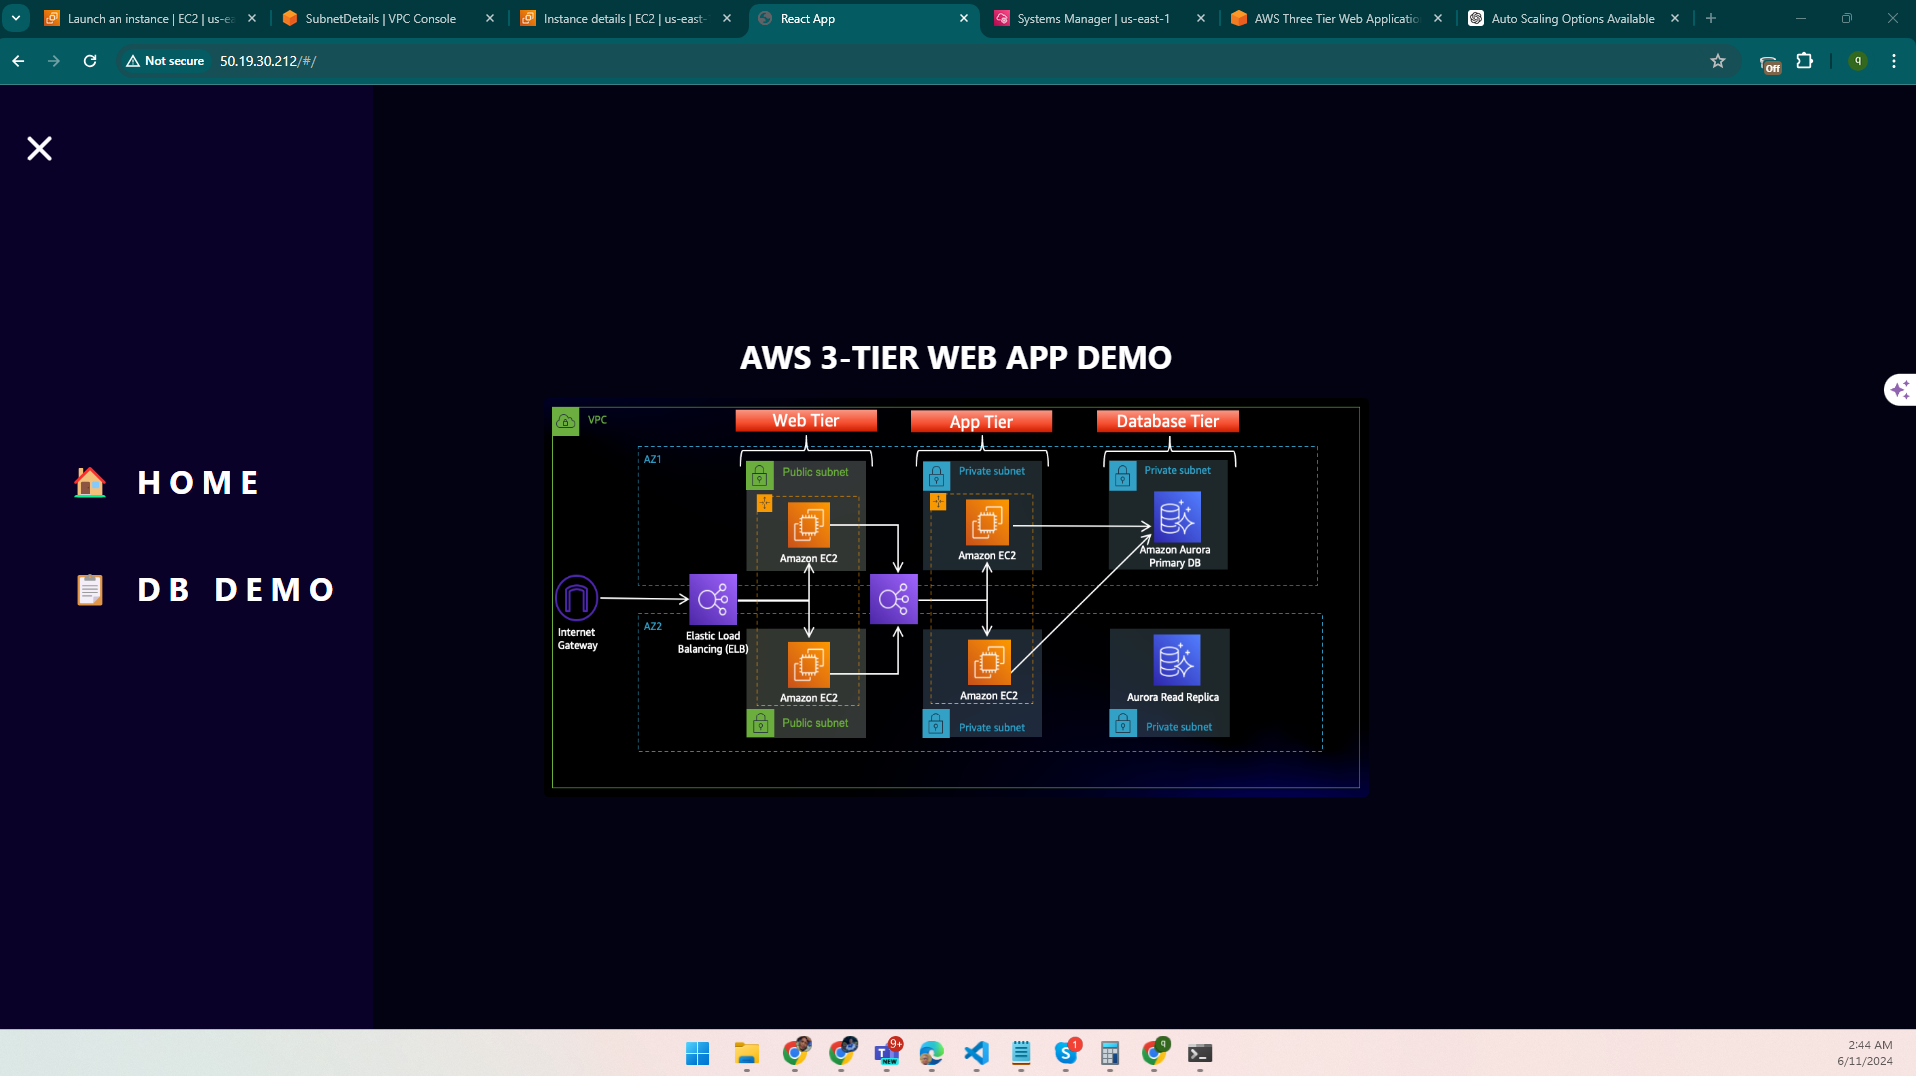 Launch an instance | EC2 | us-ea
SubnetDetails | VPC Console
Instance details | EC2 | us-east-
React App
Systems Manager | us-east-1
AWS Three Tier Web Applicatio
Auto Scaling Options Available
Not secure
50.19.30.212/#/
Off
q
HOME
DB DEMO
AWS 3-TIER WEB APP DEMO
VPC
Web Tier
App Tier
Database Tier
AZ1
Public subnet
Private subnet
Private subnet
Amazon EC2
Amazon EC2
Amazon Aurora
Primary DB
Internet
Gateway
Elastic Load
Balancing (ELB)
AZ2
Amazon EC2
Amazon EC2
Aurora Read Replica
Public subnet
Private subnet
Private subnet
9+
T
NEW
S
1
q
2:44 AM
6/11/2024